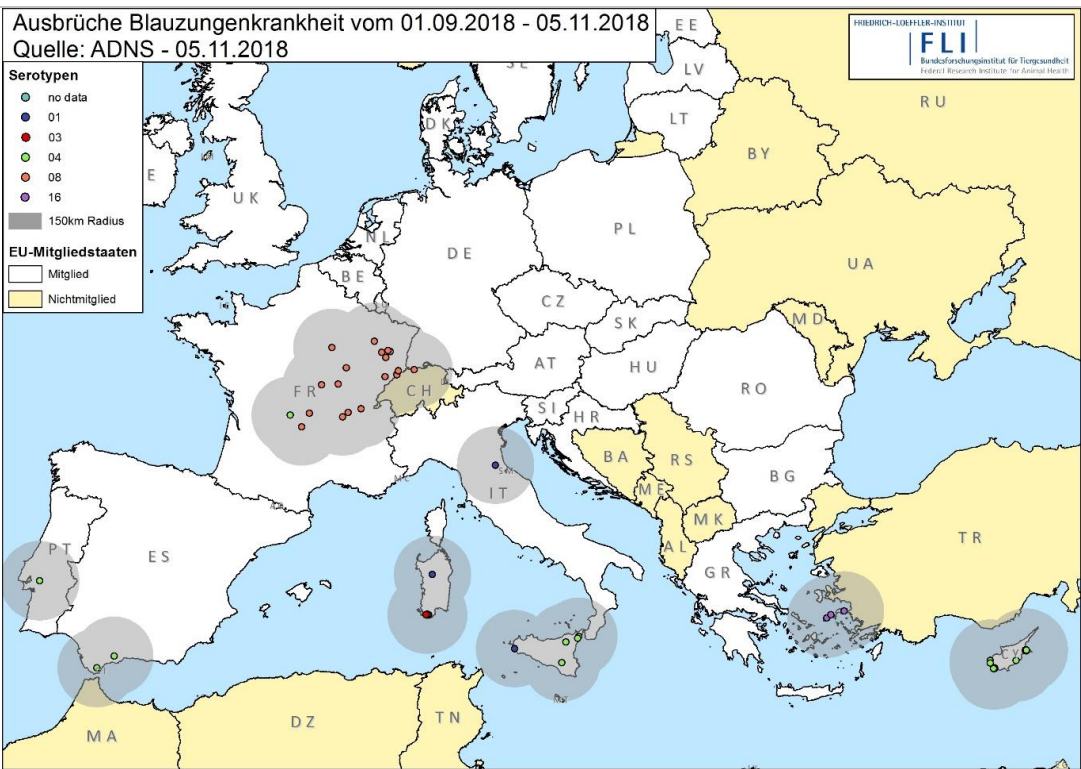 Ausbrüche Blauzungenkrankheit vom 01.09.2018 - 05.11.2018
Quelle: ADNS - 05.11.2018
FRIEDRICH-LOEFFLER-INSTITUT
FLI
Bundesforschungsinstitut für Tiergesundheit
Federal Research Institute for Animal Health
Serotypen
no data
01
03
04
08
16
150km Radius
EU-Mitgliedstaaten
Mitglied
Nichtmitglied
EE
SE
LV
RU
DK
LT
BY
E
UK
NL
PL
DE
BE
UA
CZ
SK
MD
AT
HU
FR
CH
RO
SI
HR
BA
RS
SM
IT
BG
ME
MC
MK
PT
ES
AL
TR
GR
CY
DZ
TN
MA